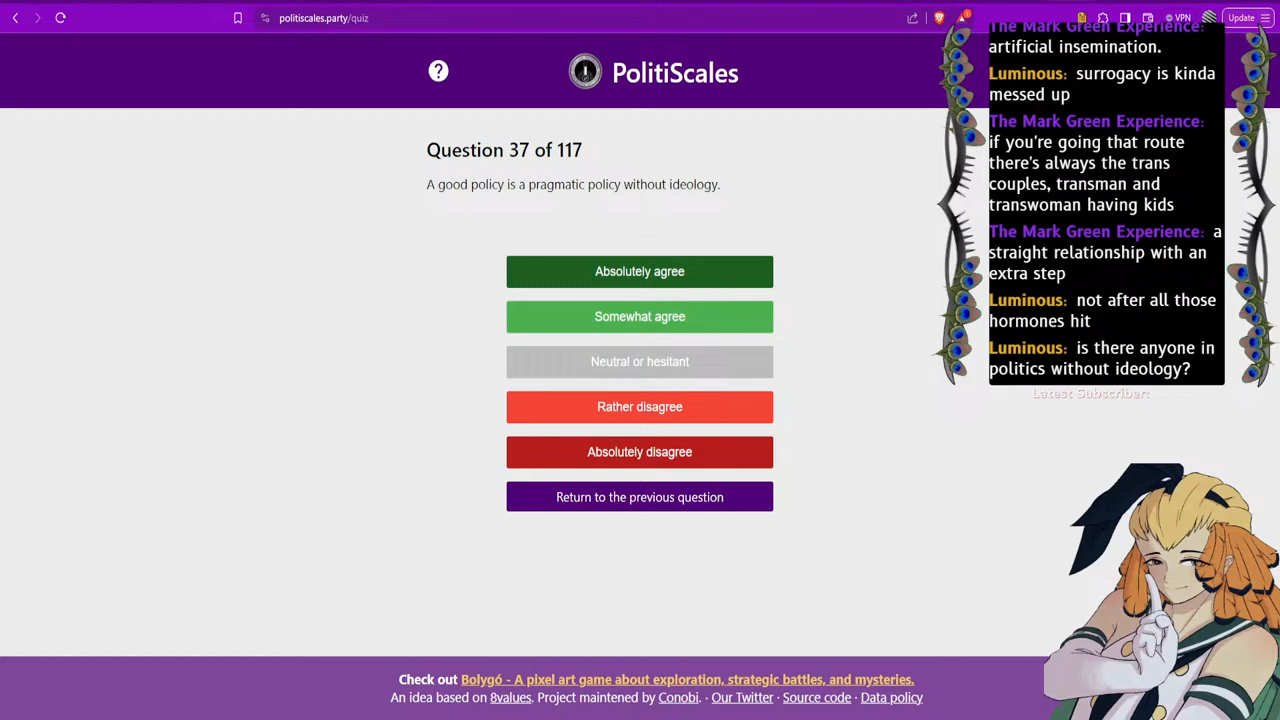 politiscales.party/quiz
VPN
Update
PolitiScales
Question 37 of 117
A good policy is a pragmatic policy without ideology.
Absolutely agree
Somewhat agree
Neutral or hesitant
Rather disagree
Absolutely disagree
Return to the previous question
The Mark Green Experience:
artificial insemination.
Luminous: surrogacy is kinda
messed up
The Mark Green Experience:
if you're going that route
there's always the trans
couples, transman and
transwoman having kids
The Mark Green Experience: a
straight relationship with an
extra step
Luminous: not after all those
hormones hit
Luminous: is there anyone in
politics without ideology?
Latest Subscriber:
Check out Bolygó - A pixel art game about exploration, strategic battles, and mysteries.
An idea based on 8values. Project maintened by Conobi. · Our Twitter · Source code · Data policy